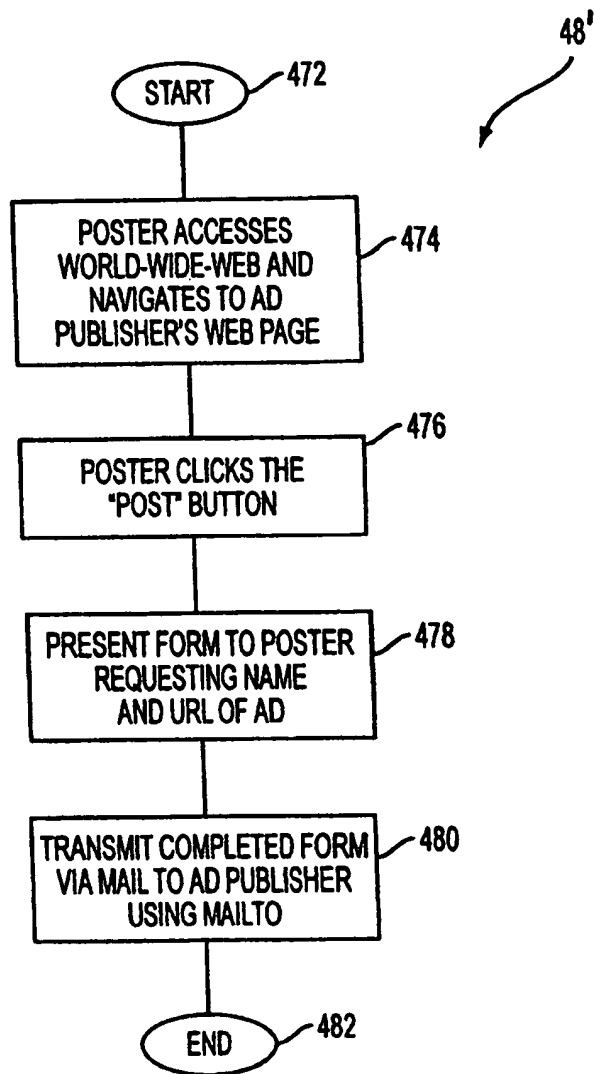 48'
START
472
POSTER ACCESSES
WORLD-WIDE-WEB AND
NAVIGATES TO AD
PUBLISHER'S WEB PAGE
474
POSTER CLICKS THE
"POST" BUTTON
476
PRESENT FORM TO POSTER
REQUESTING NAME
AND URL OF AD
478
TRANSMIT COMPLETED FORM
VIA MAIL TO AD PUBLISHER
USING MAILTO
480
END
482